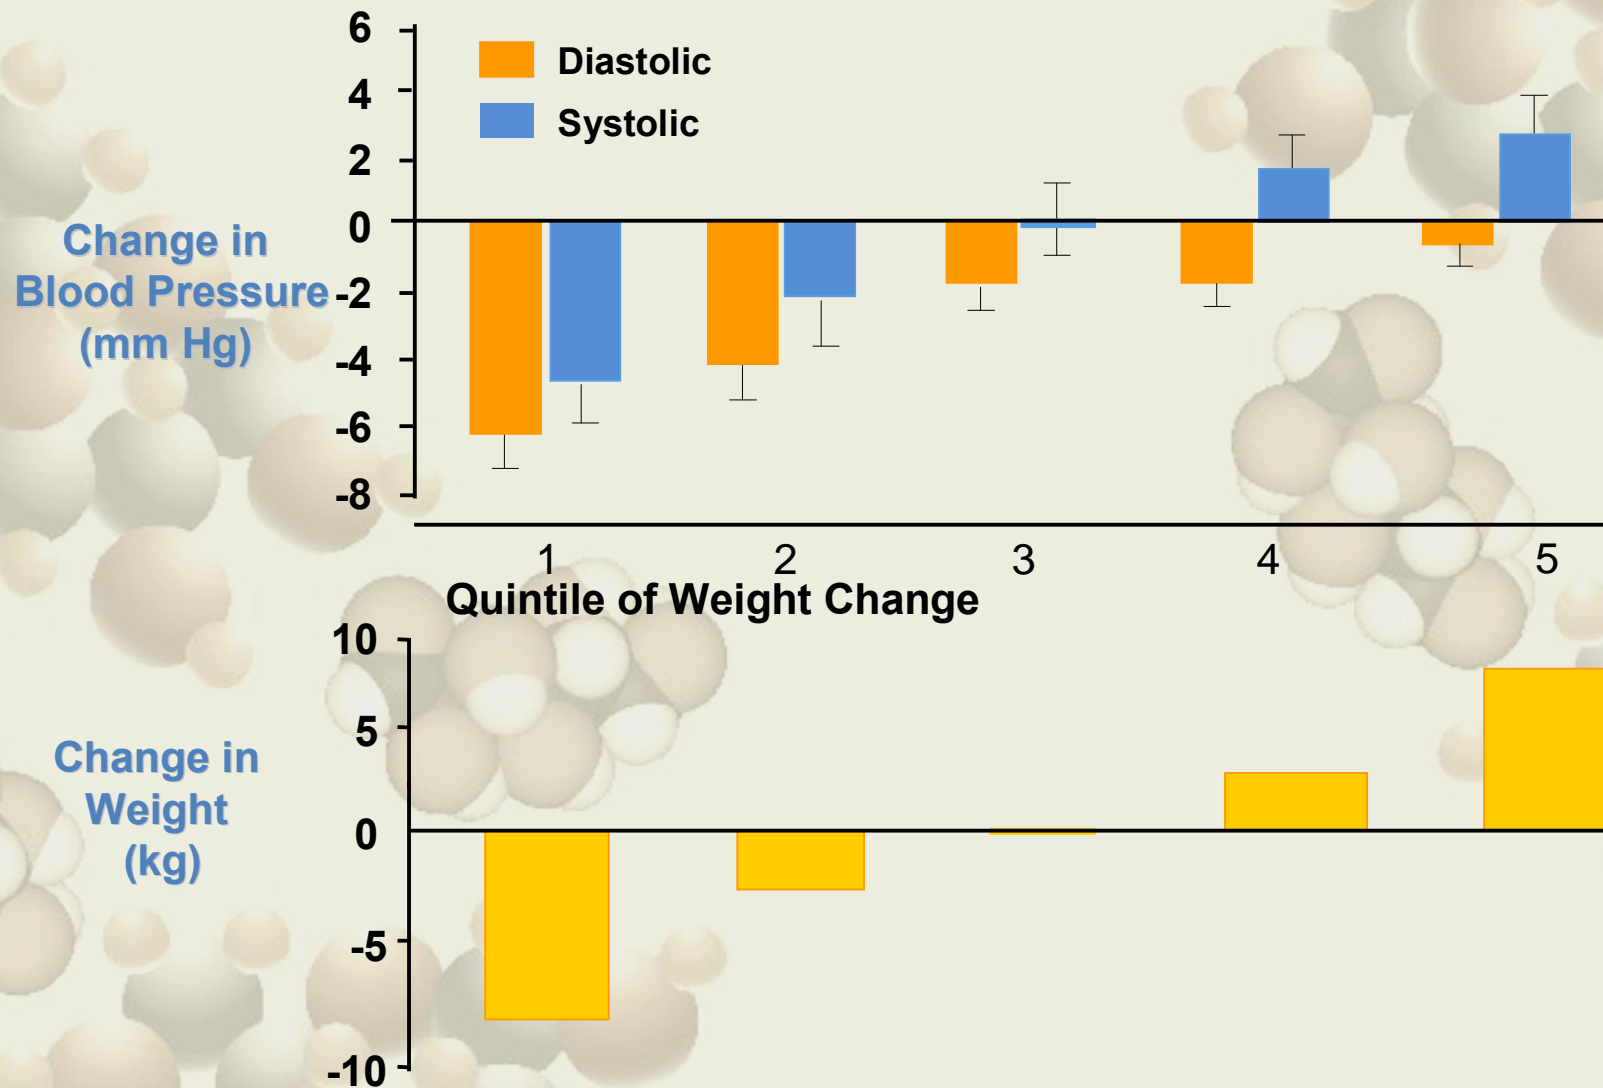 6
Diastolic
4
Systolic
2
0
Change in
Blood Pressure
(mm Hg)
-2
-4
-6
-8
1 2 3 4 5
Quintile of Weight Change
10
5
Change in
Weight
(kg)
0
-5
-10